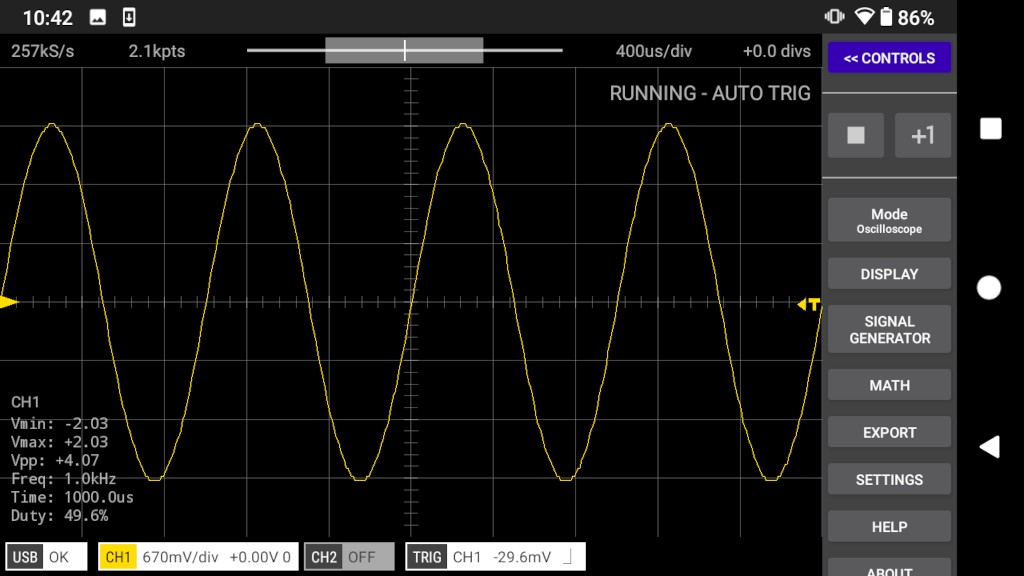 10:42 86%
257kS/s 2.1kpts 400us/div +0.0 divs
<< CONTROLS
RUNNING - AUTO TRIG
+1
Mode
Oscilloscope
DISPLAY
SIGNAL
GENERATOR
MATH
EXPORT
SETTINGS
HELP
ABOUT
T
CH1
Vmin: -2.03
Vmax: +2.03
Vpp: +4.07
Freq: 1.0kHz
Time: 1000.0us
Duty: 49.6%
USB OK CH1 670mV/div +0.00V 0 CH2 OFF TRIG CH1 -29.6mV